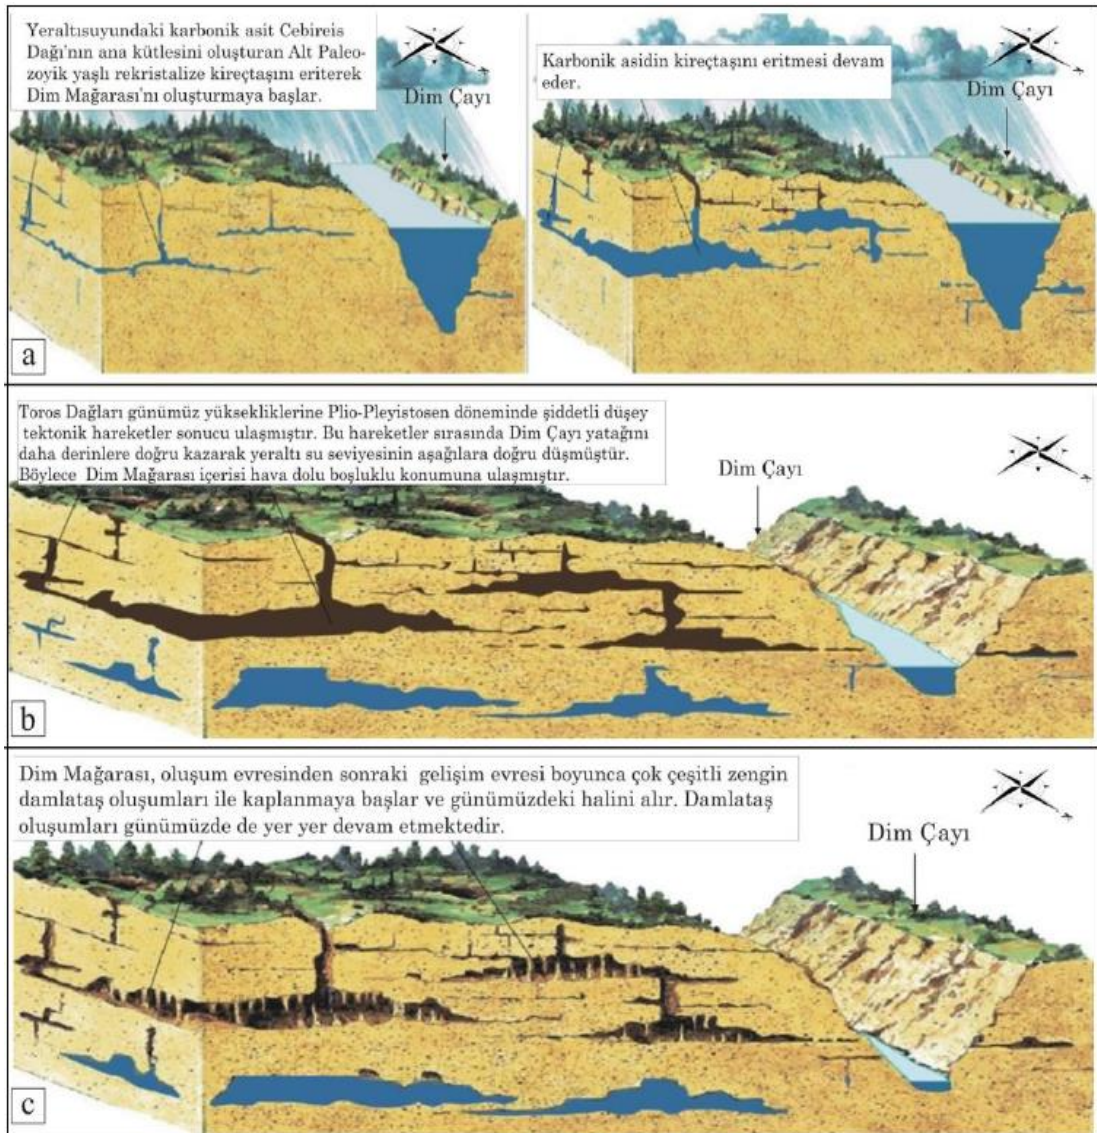 Yeraltısuyundaki karbonik asit Cebireis
Dağı'nın ana kütlesini oluşturan Alt Paleo-
zoyik yaşlı rekristalize kireçtaşını eriterek
Dim Mağarası'nı oluşturmaya başlar.
Dim Çayı
Karbonik asidin kireçtaşını eritmesi devam
eder.
Dim Çayı
a
Toros Dağları günümüz yüksekliklerine Plio-Pleyistosen döneminde şiddetli düşey
tektonik hareketler sonucu ulaşmıştır. Bu hareketler sırasında Dim Çayı yatağını
daha derinlere doğru kazarak yeraltı su seviyesinin aşağılara doğru düşmüştür.
Böylece Dim Mağarası içerisi hava dolu boşluklu konumuna ulaşmıştır.
Dim Çayı
b
Dim Mağarası, oluşum evresinden sonraki gelişim evresi boyunca çok çeşitli zengin
damlataş oluşumları ile kaplanmaya başlar ve günümüzdeki halini alır. Damlataş
oluşumları günümüzde de yer yer devam etmektedir.
Dim Çayı
c